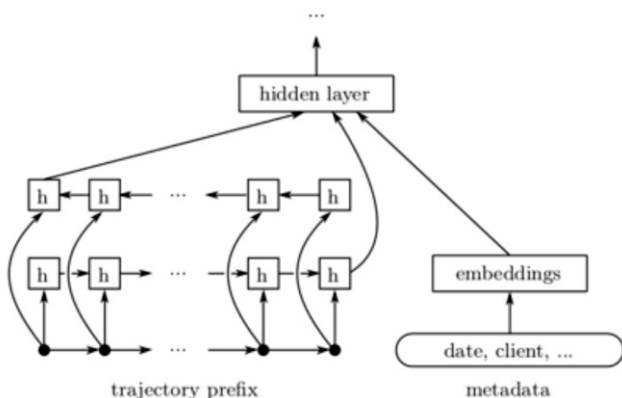 ...
hidden layer
h h ... h h
h h ... h h
embeddings
...
date, client, ...
trajectory prefix
metadata